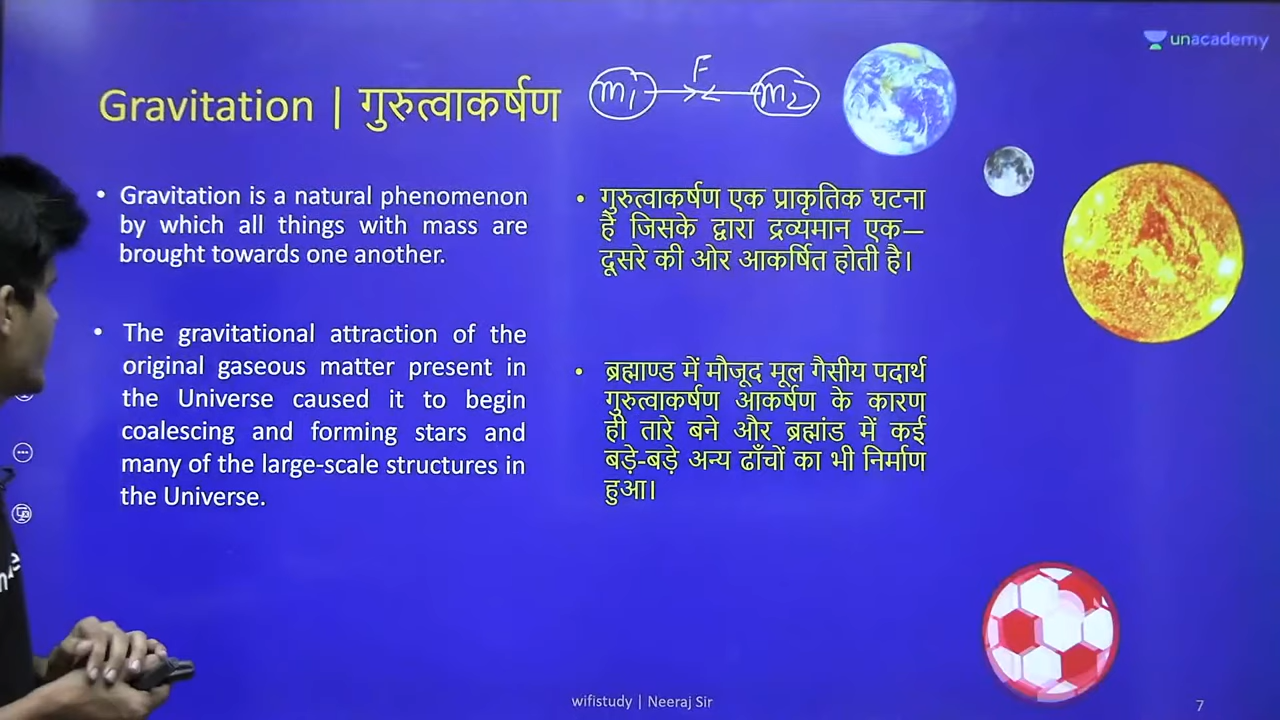 unacademy
Gravitation | गुरुत्वाकर्षण
m1 F m2
• Gravitation is a natural phenomenon
by which all things with mass are
brought towards one another.
• The gravitational attraction of the
original gaseous matter present in
the Universe caused it to begin
coalescing and forming stars and
many of the large-scale structures in
the Universe.
• गुरुत्वाकर्षण एक प्राकृतिक घटना
है जिसके द्वारा द्रव्यमान एक—
दूसरे की ओर आकर्षित होती है।
• ब्रह्माण्ड में मौजूद मूल गैसीय पदार्थ
गुरुत्वाकर्षण आकर्षण के कारण
ही तारे बने और ब्रह्मांड में कई
बड़े-बड़े अन्य ढाँचों का भी निर्माण
हुआ।
wifistudy | Neeraj Sir
7